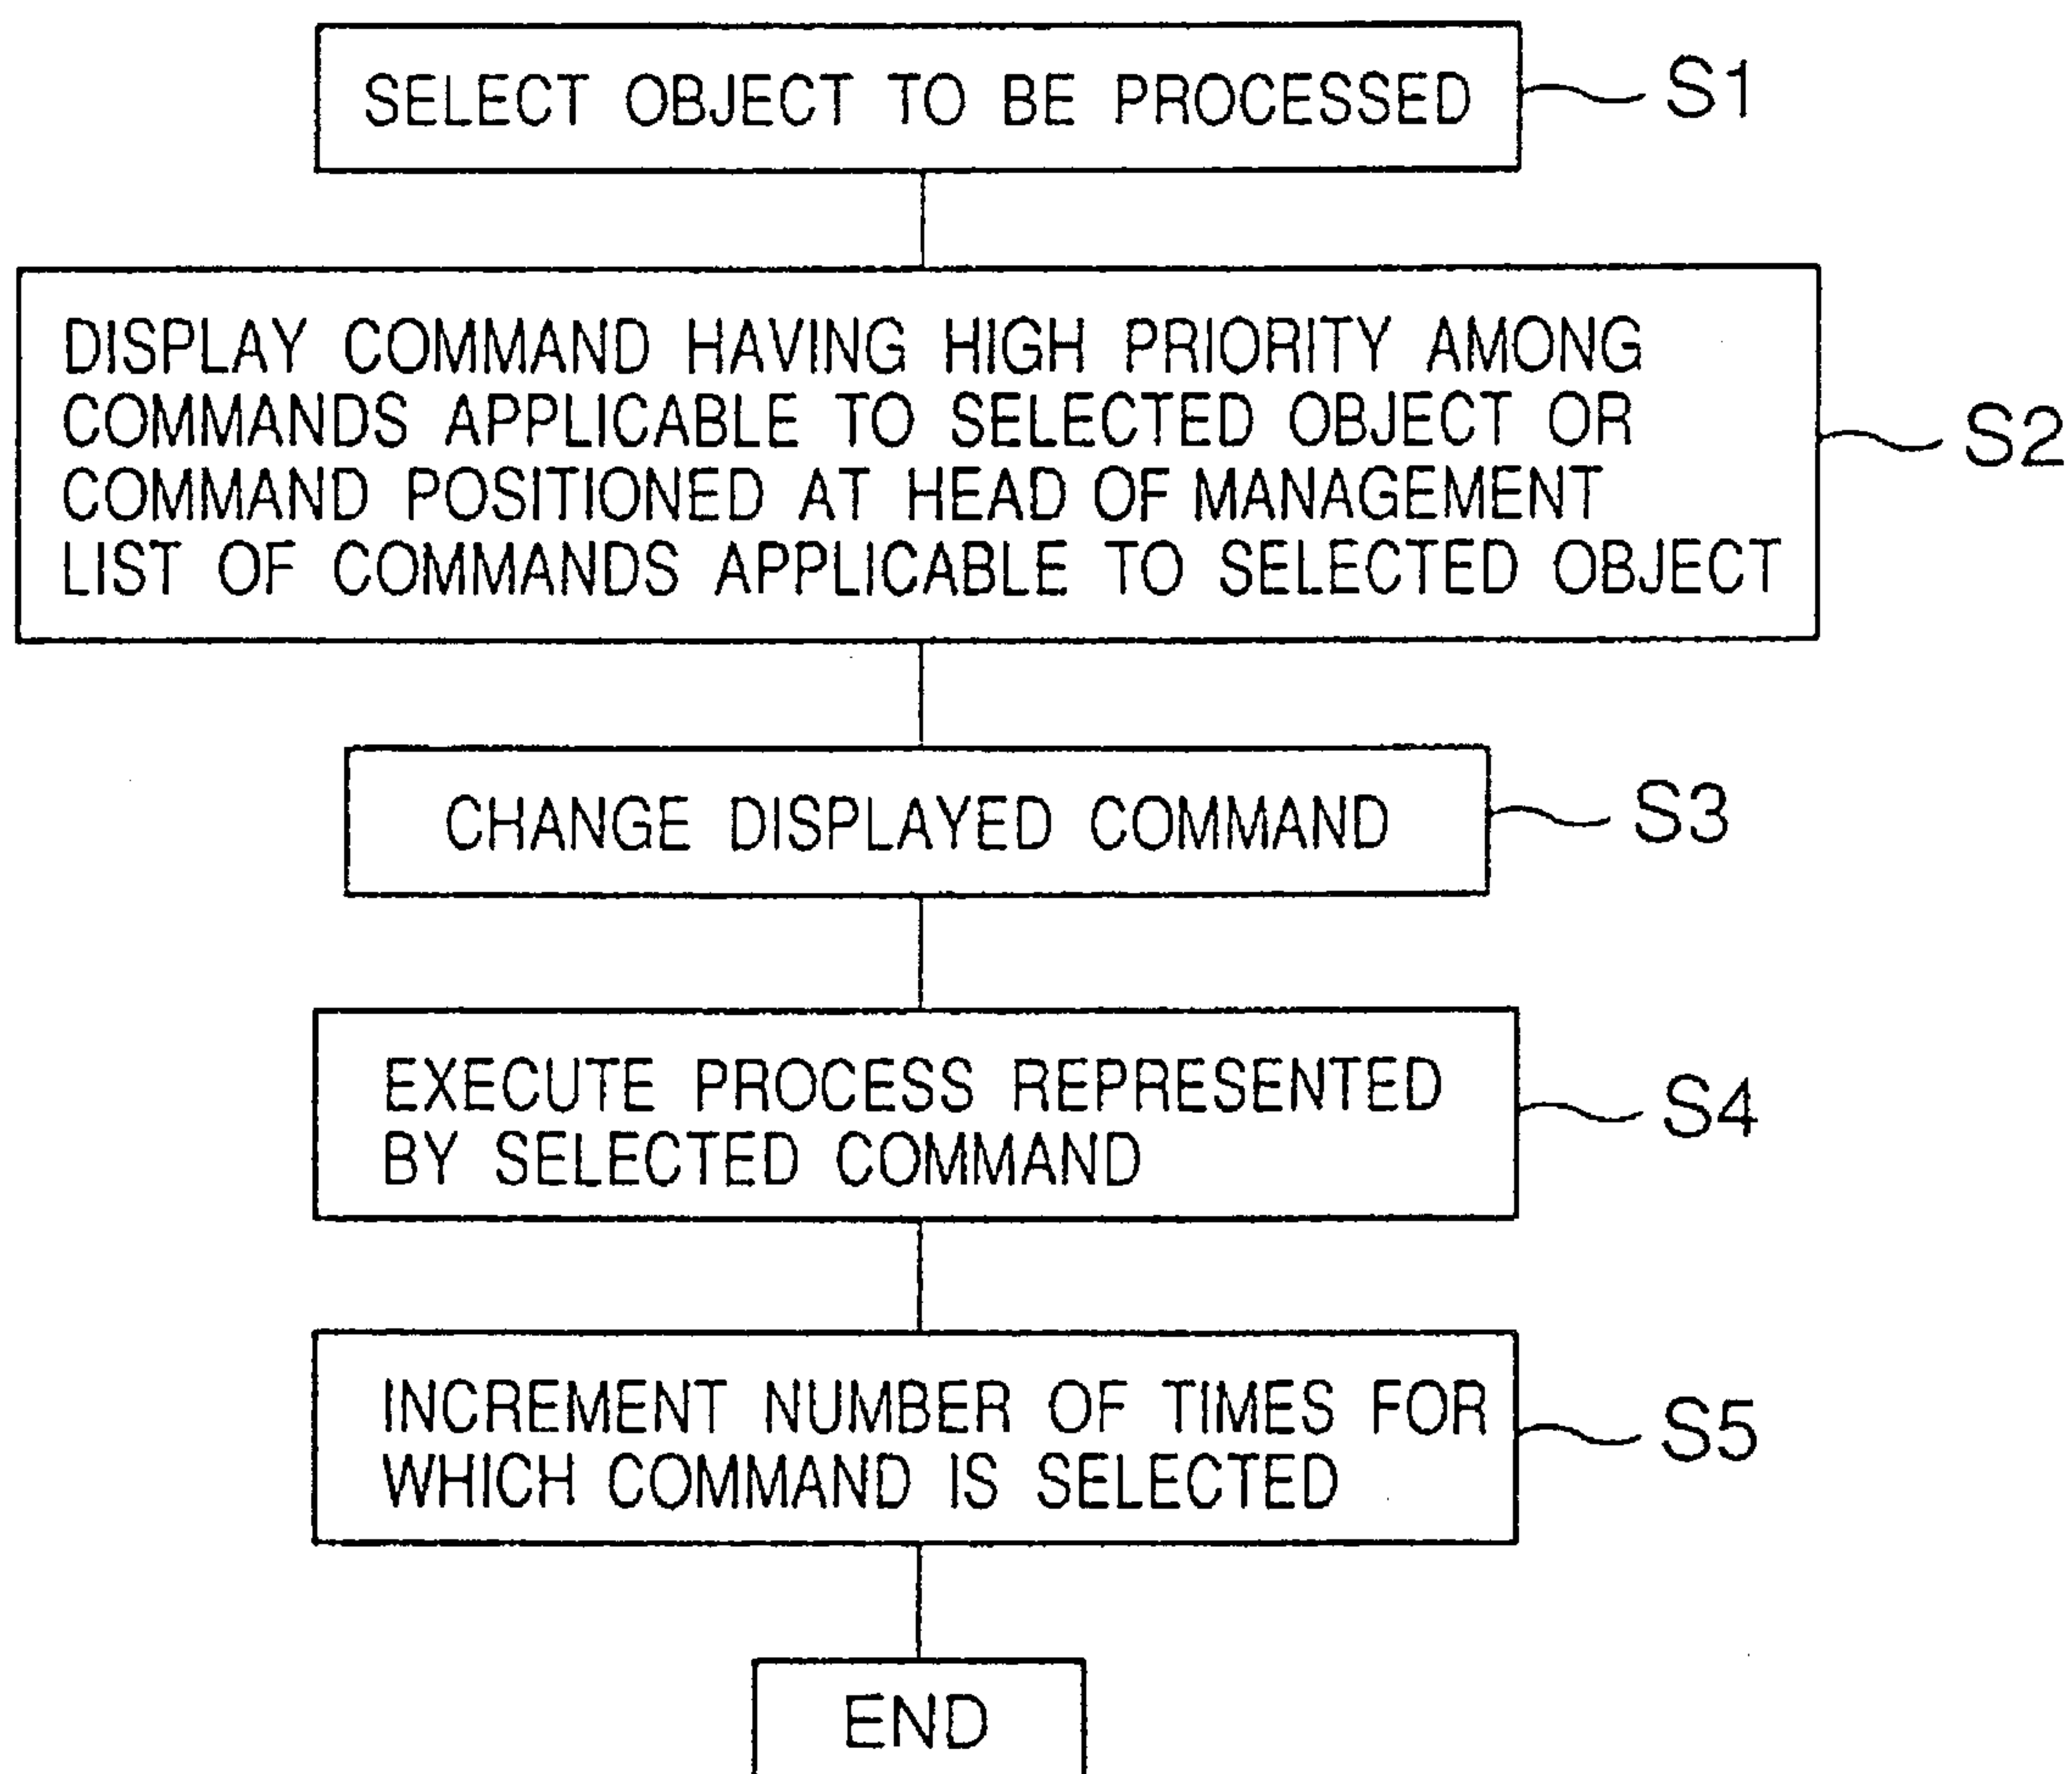 SELECT OBJECT TO BE PROCESSED
S1
DISPLAY COMMAND HAVING HIGH PRIORITY AMONG
COMMANDS APPLICABLE TO SELECTED OBJECT OR
COMMAND POSITIONED AT HEAD OF MANAGEMENT
LIST OF COMMANDS APPLICABLE TO SELECTED OBJECT
S2
CHANGE DISPLAYED COMMAND
S3
EXECUTE PROCESS REPRESENTED
BY SELECTED COMMAND
S4
INCREMENT NUMBER OF TIMES FOR
WHICH COMMAND IS SELECTED
S5
END